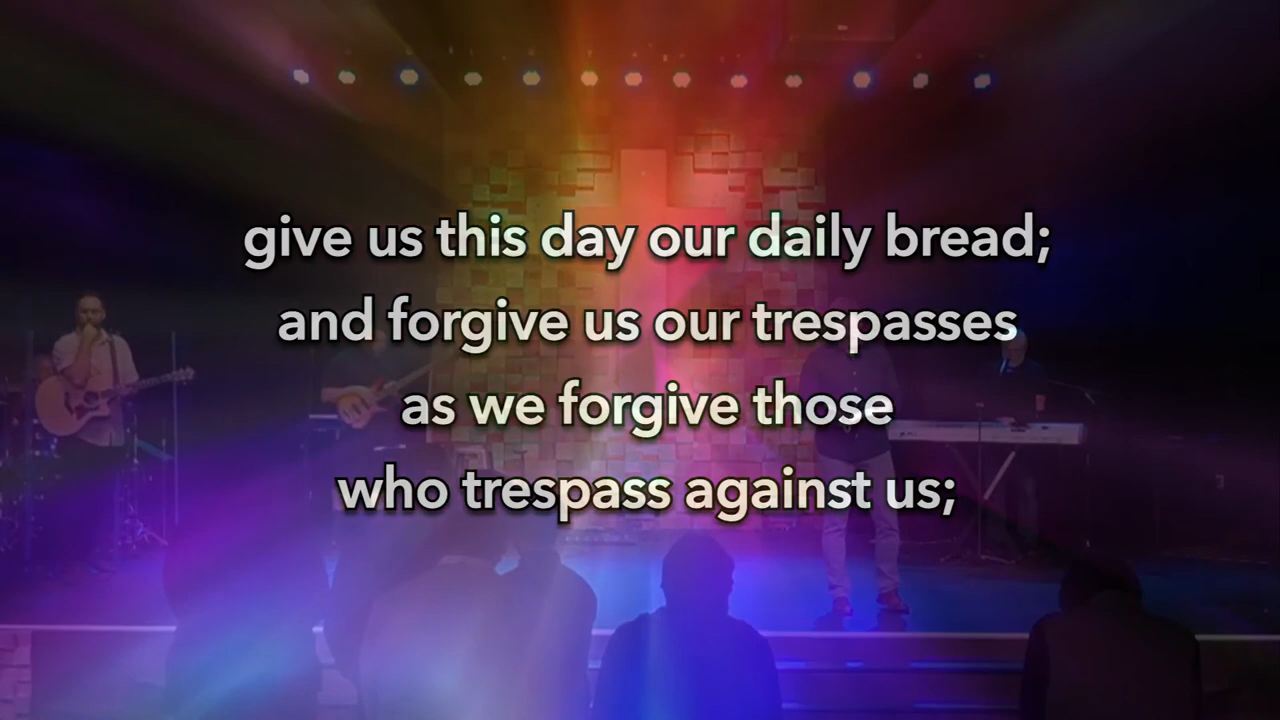 give us this day our daily bread;
and forgive us our trespasses
as we forgive those
who trespass against us;